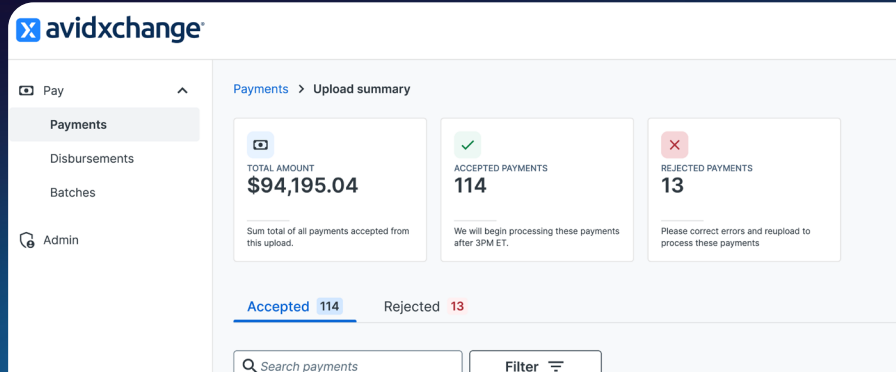 avidxchange
Pay
Payments
Disbursements
Batches
Admin
Payments > Upload summary
TOTAL AMOUNT
$94,195.04
Sum total of all payments accepted from
this upload.
ACCEPTED PAYMENTS
114
We will begin processing these payments
after 3PM ET.
REJECTED PAYMENTS
13
Please correct errors and reupload to
process these payments
Accepted 114 Rejected 13
Search payments
Filter